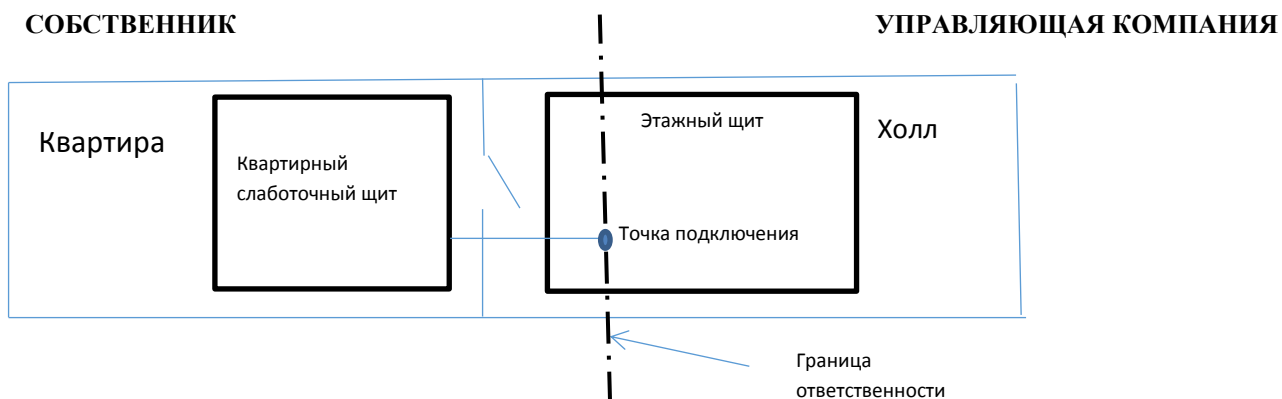 СОБСТВЕННИК
УПРАВЛЯЮЩАЯ КОМПАНИЯ
Квартира
Квартирный
слаботочный щит
Этажный щит
Холл
Точка подключения
Граница
ответственности